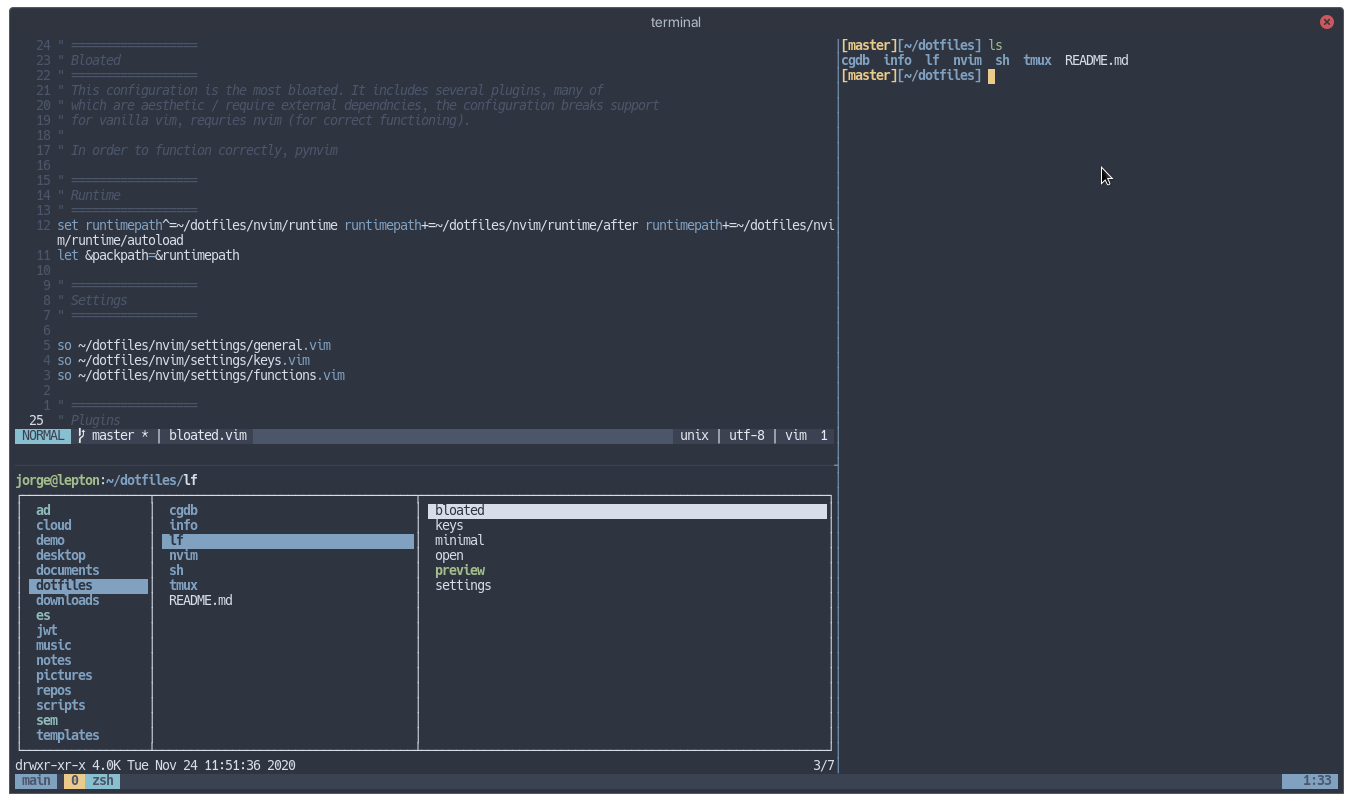 terminal
24 " ==================
23 " Bloated
22 " ==================
21 " This configuration is the most bloated. It includes several plugins, many of
20 " which are aesthetic / require external dependncies, the configuration breaks support
19 " for vanilla vim, requries nvim (for correct functioning).
18 "
17 " In order to function correctly, pynvim
16
15 " ==================
14 " Runtime
13 " ==================
12 set runtimepath^=~/dotfiles/nvim/runtime runtimepath+=~/dotfiles/nvim/runtime/after runtimepath+=~/dotfiles/nvi
m/runtime/autoload
11 let &packpath=&runtimepath
10
9 " ==================
8 " Settings
7 " ==================
6
5 so ~/dotfiles/nvim/settings/general.vim
4 so ~/dotfiles/nvim/settings/keys.vim
3 so ~/dotfiles/nvim/settings/functions.vim
2
1 " ==================
25 " Plugins
NORMAL master * | bloated.vim unix | utf-8 | vim 1
jorge@lepton:~/dotfiles/lf
ad
cloud
demo
desktop
documents
dotfiles
downloads
es
jwt
music
notes
pictures
repos
scripts
sem
templates
cgdb
info
lf
nvim
sh
tmux
README.md
bloated
keys
minimal
open
preview
settings
drwxr-xr-x 4.0K Tue Nov 24 11:51:36 2020 3/7
[master][~/dotfiles] ls
cgdb info lf nvim sh tmux README.md
[master][~/dotfiles]
main 0 zsh 1:33